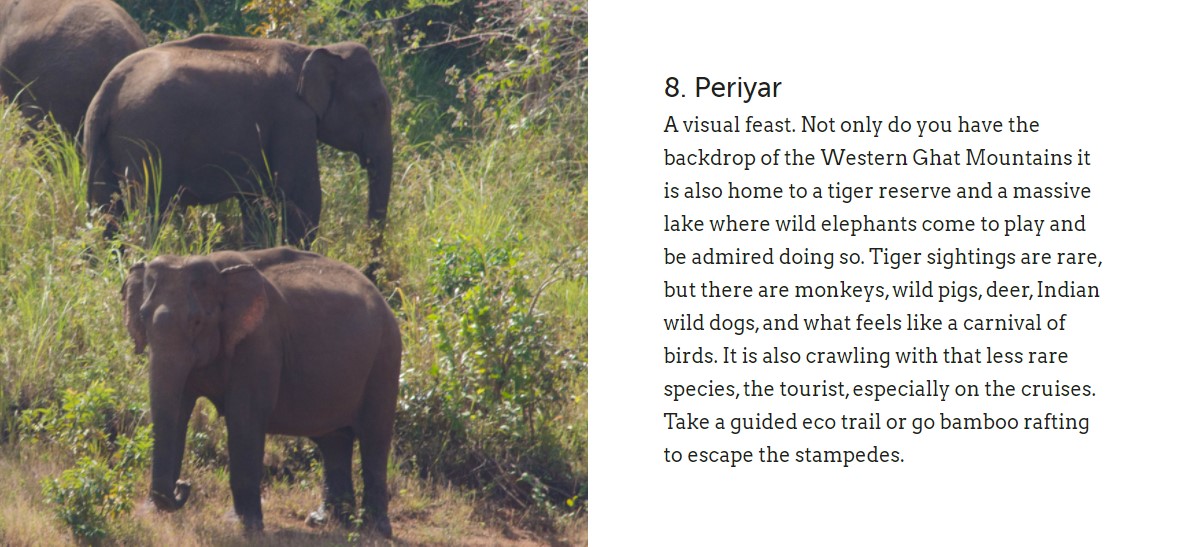 8. Periyar
A visual feast. Not only do you have the
backdrop of the Western Ghat Mountains it
is also home to a tiger reserve and a massive
lake where wild elephants come to play and
be admired doing so. Tiger sightings are rare,
but there are monkeys, wild pigs, deer, Indian
wild dogs, and what feels like a carnival of
birds. It is also crawling with that less rare
species, the tourist, especially on the cruises.
Take a guided eco trail or go bamboo rafting
to escape the stampedes.